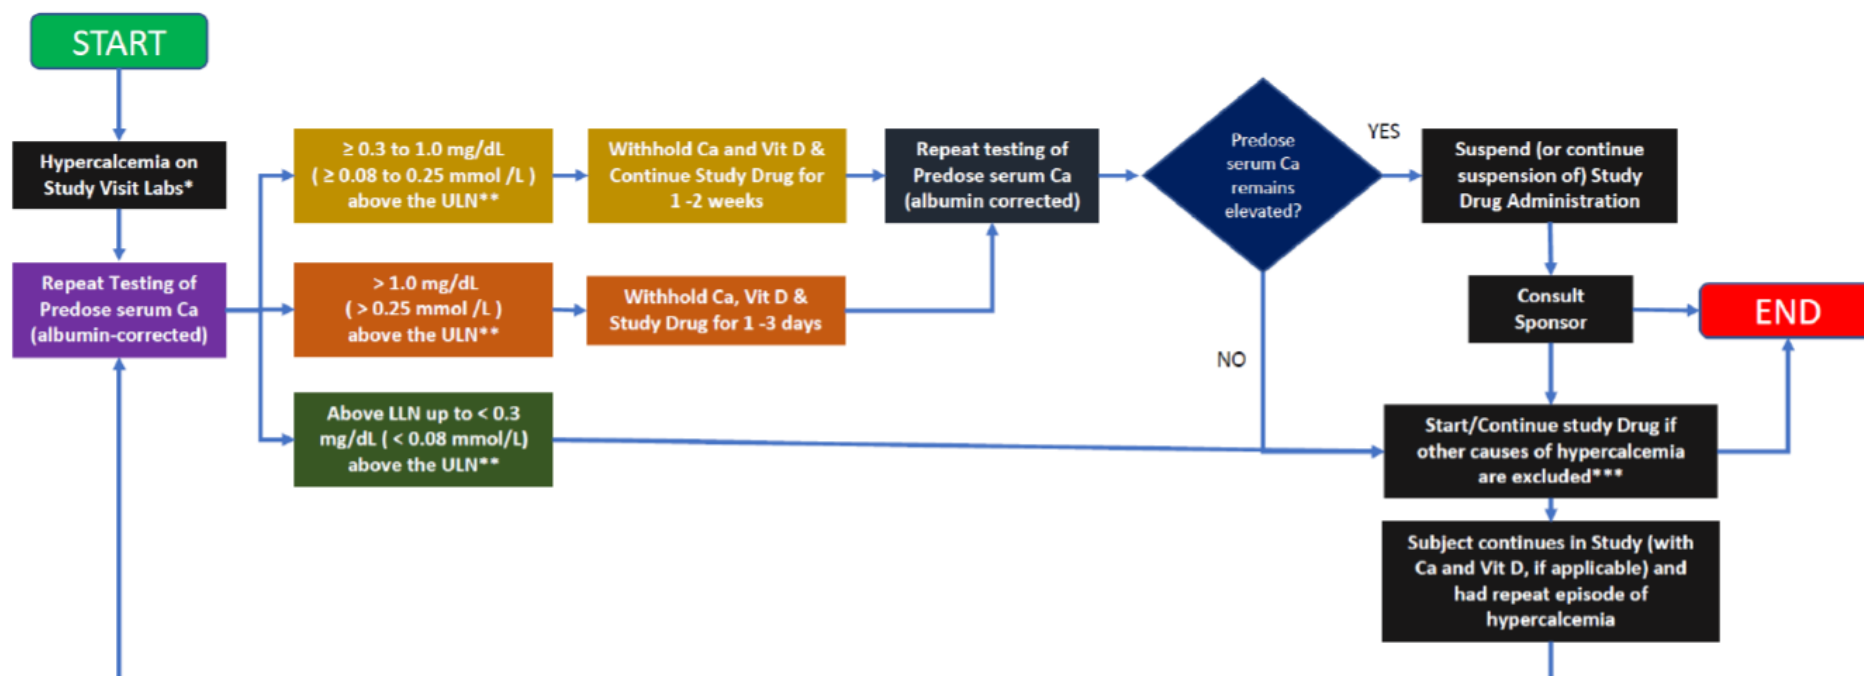 START
Hypercalcemia on
Study Visit Labs*
Repeat Testing of
Predose serum Ca
(albumin-corrected)
≥ 0.3 to 1.0 mg/dL
( ≥ 0.08 to 0.25 mmol /L )
above the ULN**
> 1.0 mg/dL
( > 0.25 mmol /L )
above the ULN**
Above LLN up to < 0.3
mg/dL ( < 0.08 mmol/L)
above the ULN**
Withhold Ca and Vit D &
Continue Study Drug for
1 -2 weeks
Withhold Ca, Vit D &
Study Drug for 1 -3 days
Repeat testing of
Predose serum Ca
(albumin corrected)
Predose
serum Ca
remains
elevated?
YES
NO
Suspend (or continue
suspension of) Study
Drug Administration
Consult
Sponsor
END
Start/Continue study Drug if
other causes of hypercalcemia
are excluded***
Subject continues in Study (with
Ca and Vit D, if applicable) and
had repeat episode of
hypercalcemia